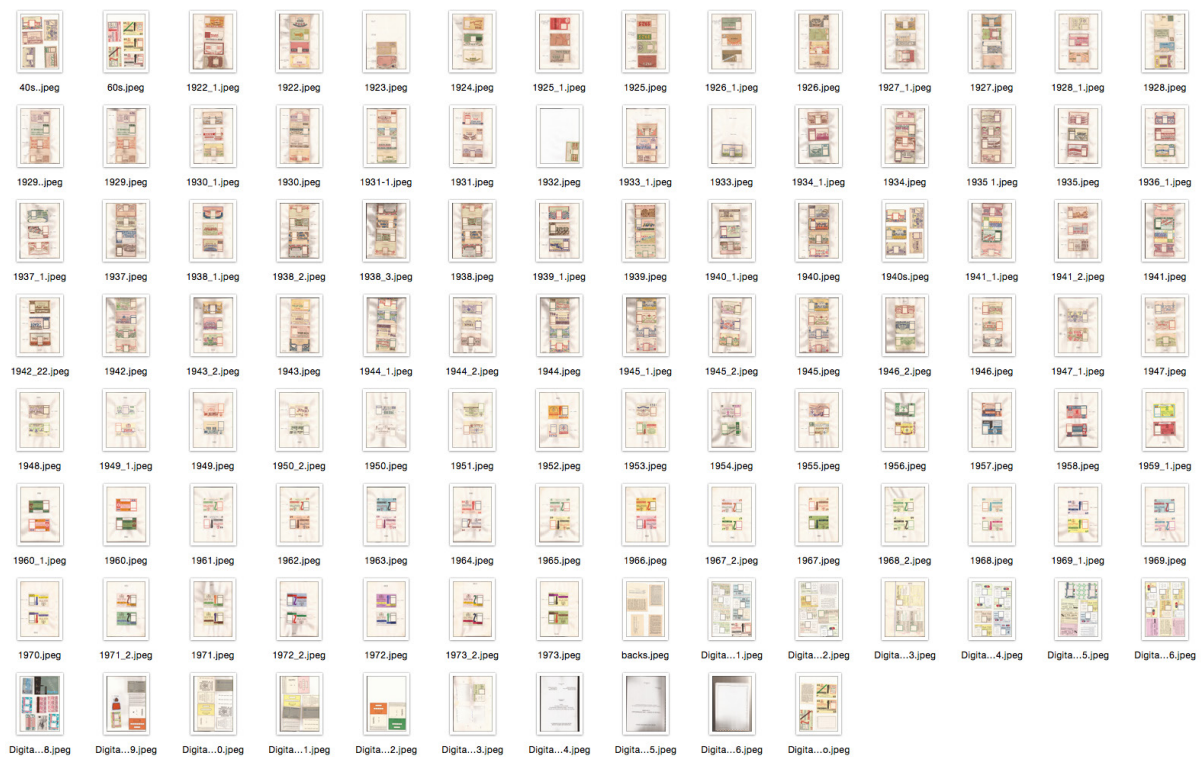 40s..jpeg 60s.jpeg 1922_1.jpeg 1922.jpeg 1923.jpeg 1924.jpeg 1925_1.jpeg 1925.jpeg 1926_1.jpeg 1926.jpeg 1927_1.jpeg 1927.jpeg 1928_1.jpeg 1928.jpeg
1929..jpeg 1929.jpeg 1930_1.jpeg 1930.jpeg 1931-1.jpeg 1931.jpeg 1932.jpeg 1933_1.jpeg 1933.jpeg 1934_1.jpeg 1934.jpeg 1935 1.jpeg 1935.jpeg 1936_1.jpeg
1937_1.jpeg 1937.jpeg 1938_1.jpeg 1938_2.jpeg 1938_3.jpeg 1938.jpeg 1939_1.jpeg 1939.jpeg 1940_1.jpeg 1940.jpeg 1940s.jpeg 1941_1.jpeg 1941_2.jpeg 1941.jpeg
1942_22.jpeg 1942.jpeg 1943_2.jpeg 1943.jpeg 1944_1.jpeg 1944_2.jpeg 1944.jpeg 1945_1.jpeg 1945_2.jpeg 1945.jpeg 1946_2.jpeg 1946.jpeg 1947_1.jpeg 1947.jpeg
1948.jpeg 1949_1.jpeg 1949.jpeg 1950_2.jpeg 1950.jpeg 1951.jpeg 1952.jpeg 1953.jpeg 1954.jpeg 1955.jpeg 1956.jpeg 1957.jpeg 1958.jpeg 1959_1.jpeg
1960_1.jpeg 1960.jpeg 1961.jpeg 1962.jpeg 1963.jpeg 1964.jpeg 1965.jpeg 1966.jpeg 1967_2.jpeg 1967.jpeg 1968_2.jpeg 1968.jpeg 1969_1.jpeg 1969.jpeg
1970.jpeg 1971_2.jpeg 1971.jpeg 1972_2.jpeg 1972.jpeg 1973_2.jpeg 1973.jpeg backs.jpeg Digita...1.jpeg Digita...2.jpeg Digita...3.jpeg Digita...4.jpeg Digita...5.jpeg Digita...6.jpeg
Digita...8.jpeg Digita...9.jpeg Digita...0.jpeg Digita...1.jpeg Digita...2.jpeg Digita...3.jpeg Digita...4.jpeg Digita...5.jpeg Digita...6.jpeg Digita...o.jpeg